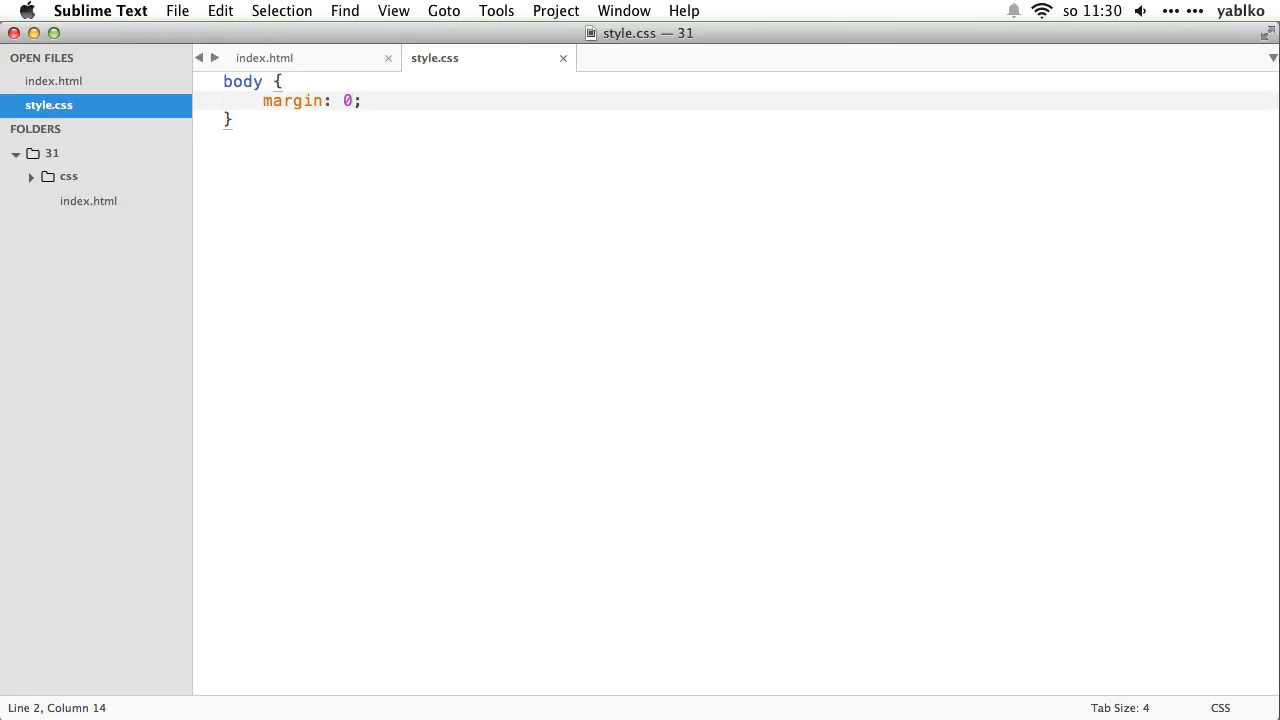 Sublime Text File Edit Selection Find View Goto Tools Project Window Help so 11:30 yablko
style.css — 31
OPEN FILES
index.html
style.css
FOLDERS
31
css
index.html
index.html
style.css
body {
margin: 0;
}
Line 2, Column 14
Tab Size: 4
CSS